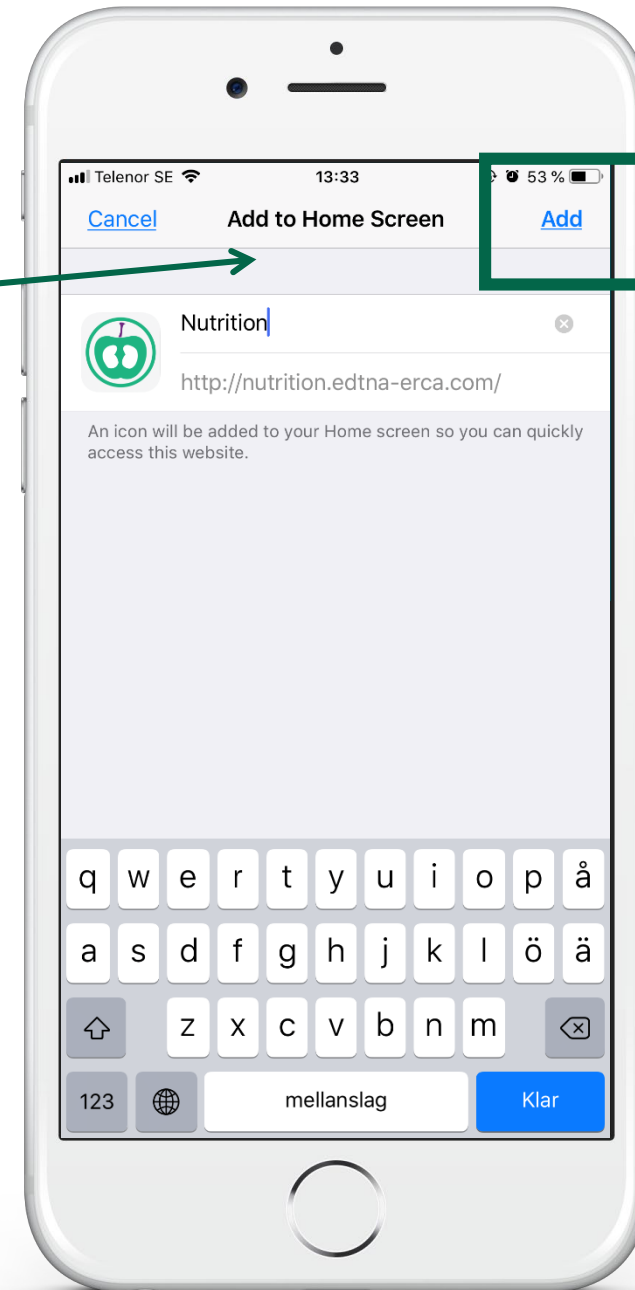 Telenor SE 13:33 53 %
Cancel Add to Home Screen Add
Nutrition
http://nutrition.edtna-erca.com/
An icon will be added to your Home screen so you can quickly
access this website.
q w e r t y u i o p å
a s d f g h j k l ö ä
z x c v b n m
123 mellanslag Klar